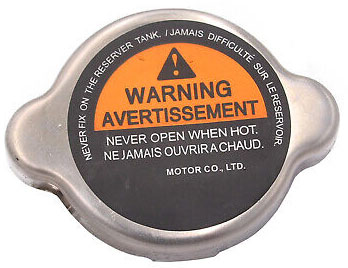 NEVER FIX ON THE RESERVER TANK. / JAMAIS DIFFICULTÉ SUR LE RESERVOIR
WARNING
AVERTISSEMENT
NEVER OPEN WHEN HOT.
NE JAMAIS OUVRIR A CHAUD.
MOTOR CO., LTD.